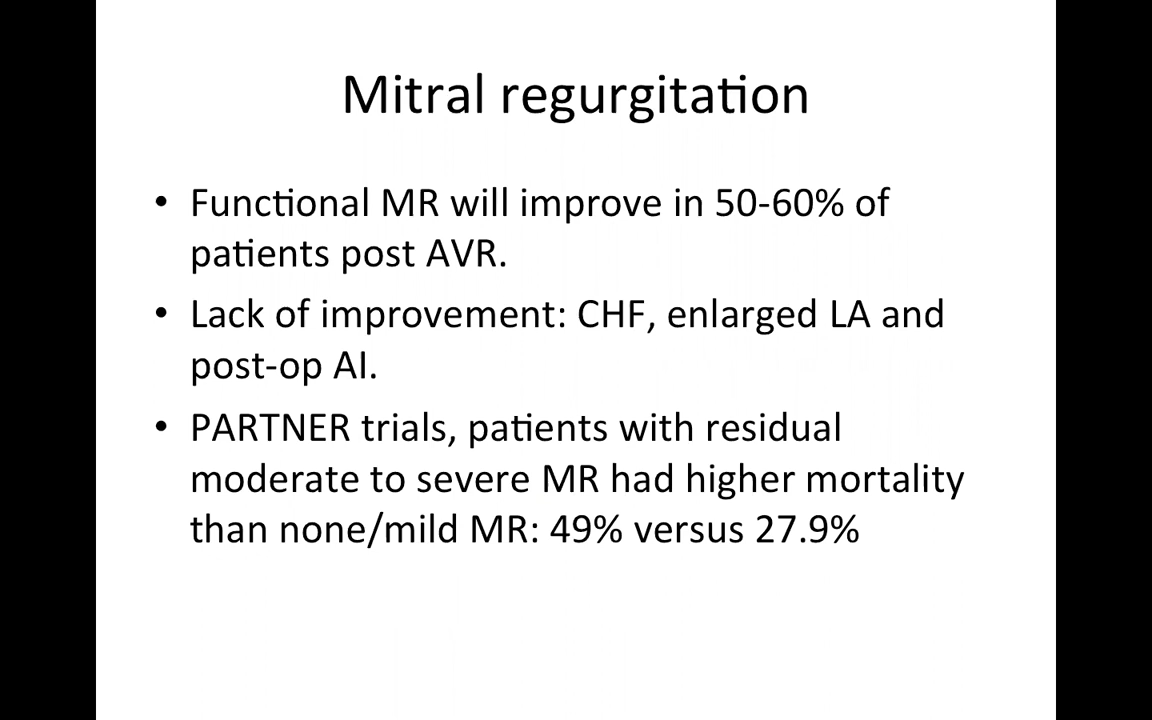 Mitral regurgitation
• Functional MR will improve in 50-60% of
patients post AVR.
• Lack of improvement: CHF, enlarged LA and
post-op AI.
• PARTNER trials, patients with residual
moderate to severe MR had higher mortality
than none/mild MR: 49% versus 27.9%